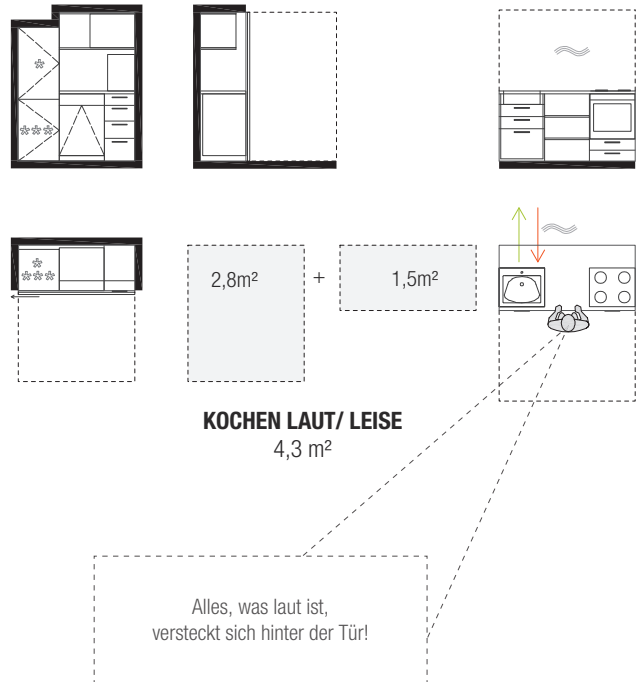 2,8m²
+
1,5m²
KOCHEN LAUT/ LEISE
4,3 m²
Alles, was laut ist,
versteckt sich hinter der Tür!